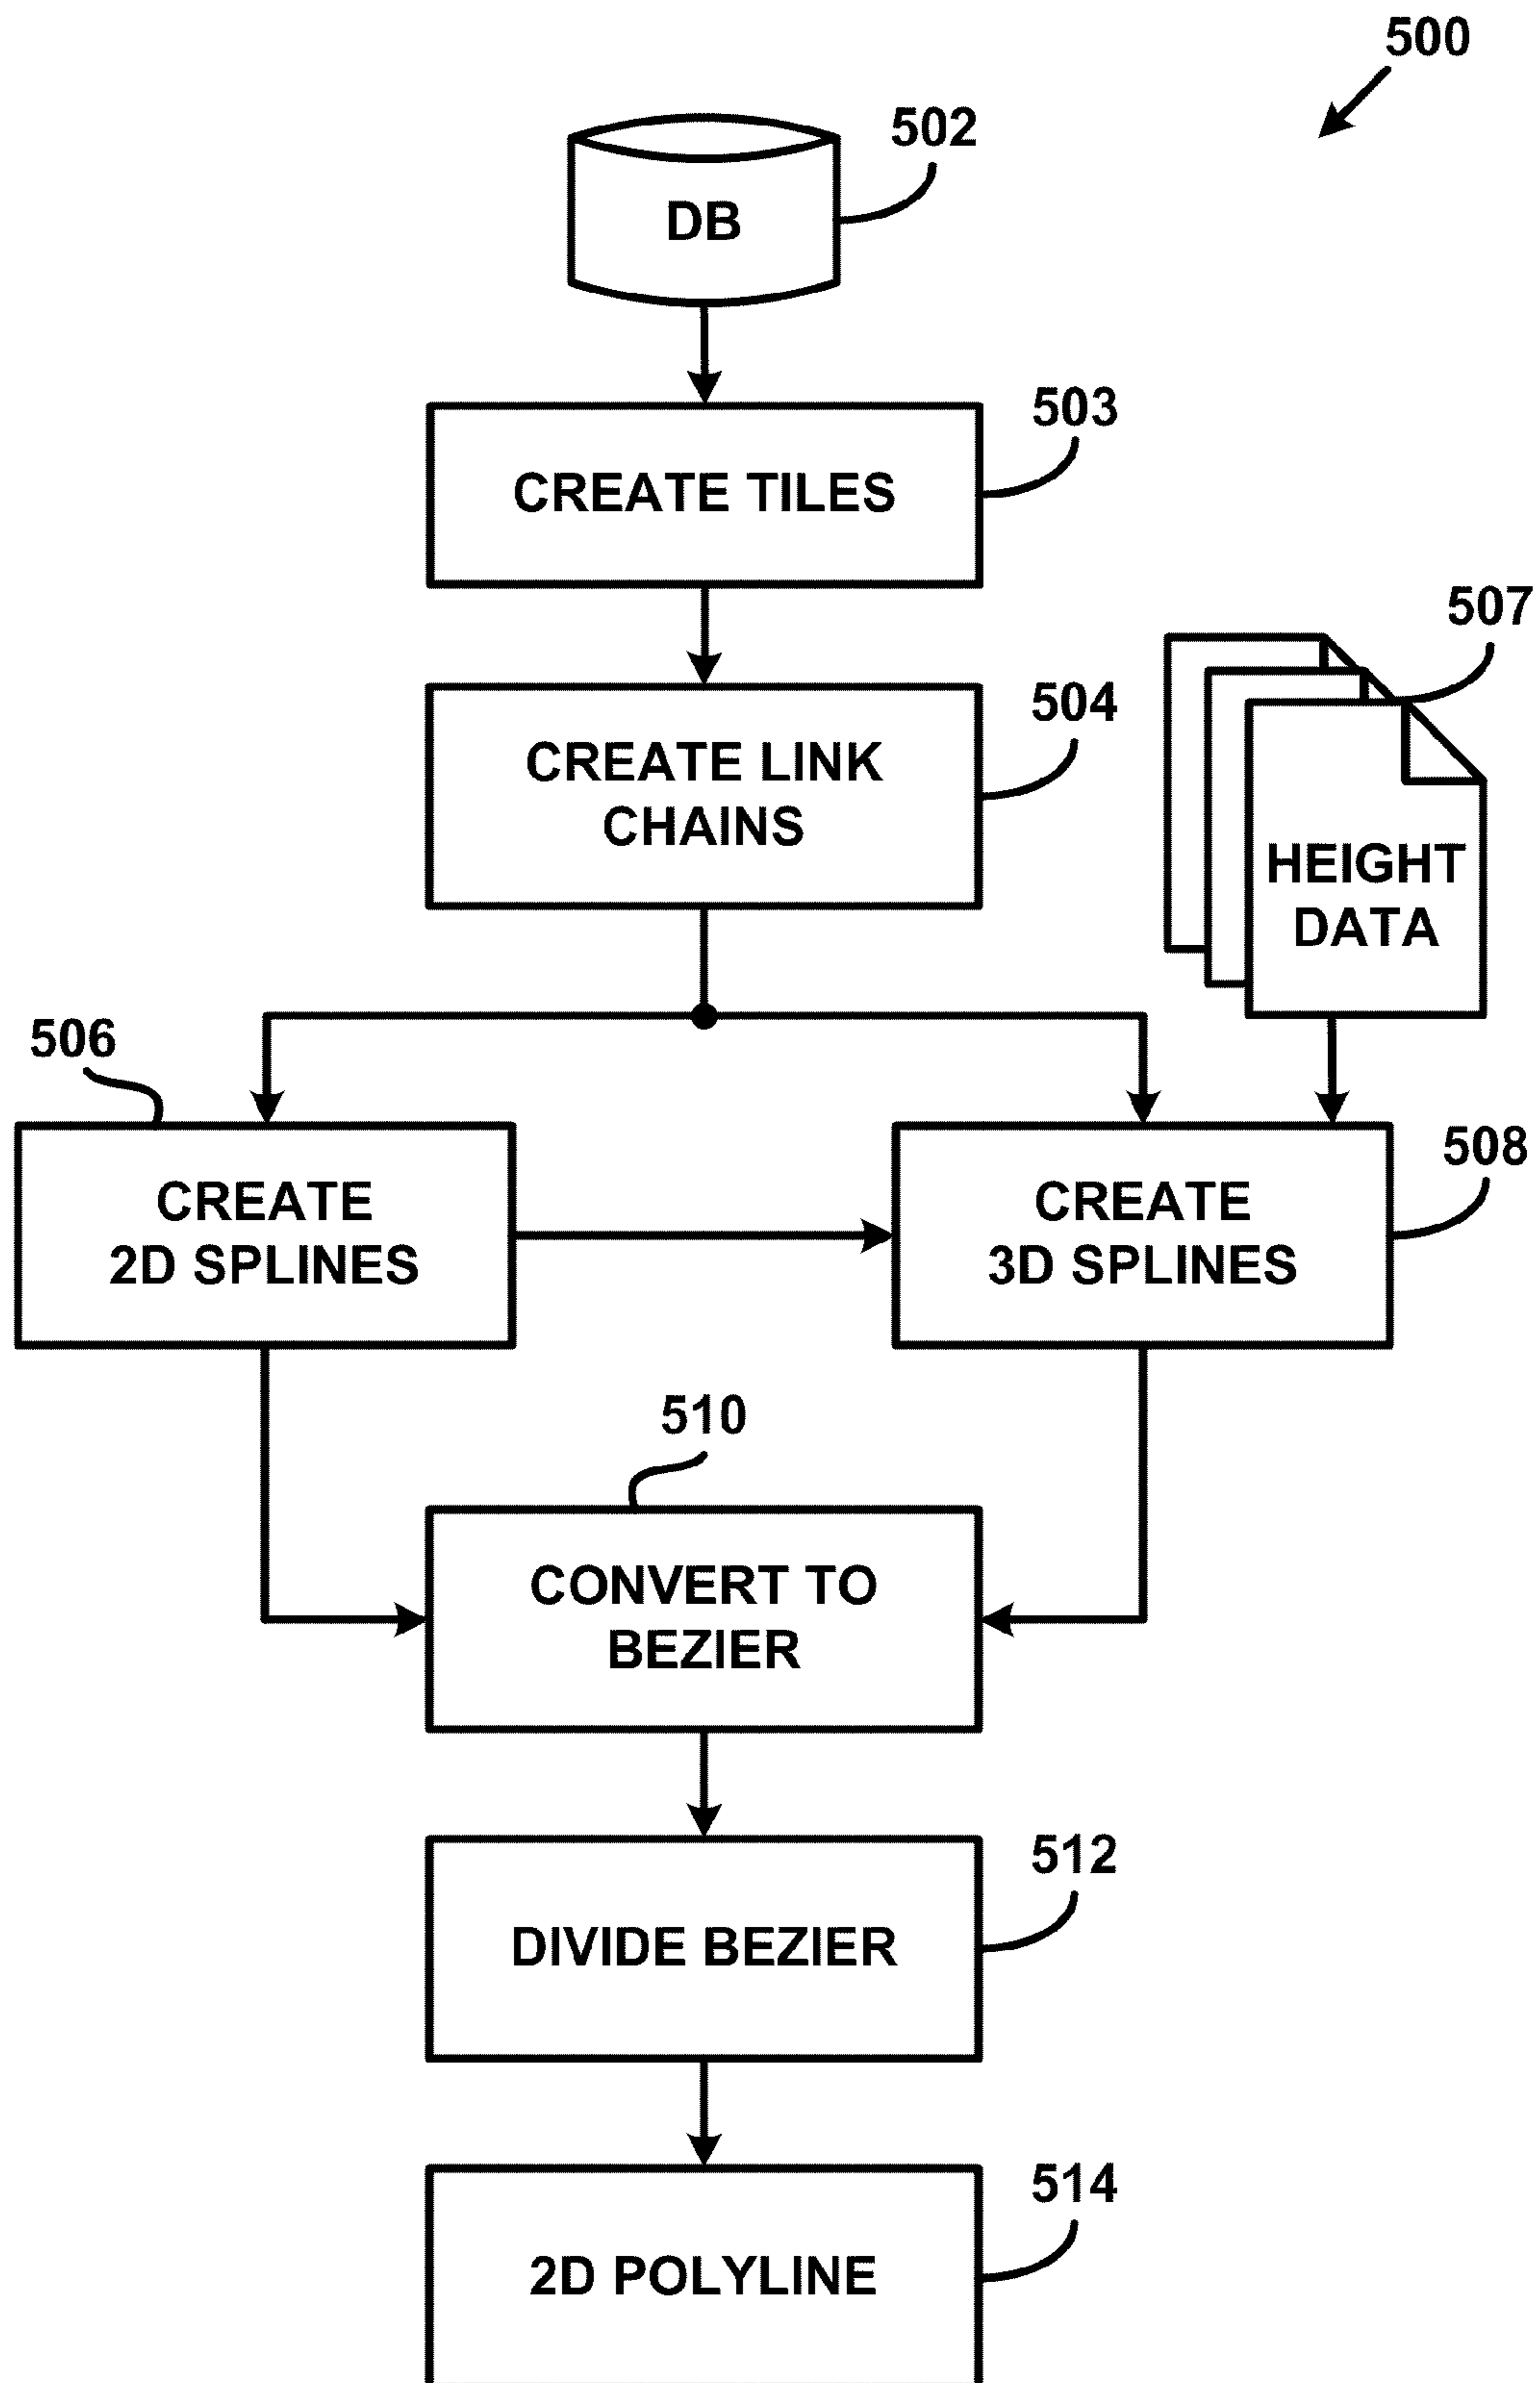 500
502
DB
503
CREATE TILES
507
504
CREATE LINK
CHAINS
HEIGHT
DATA
506
508
CREATE
2D SPLINES
CREATE
3D SPLINES
510
CONVERT TO
BEZIER
512
DIVIDE BEZIER
514
2D POLYLINE